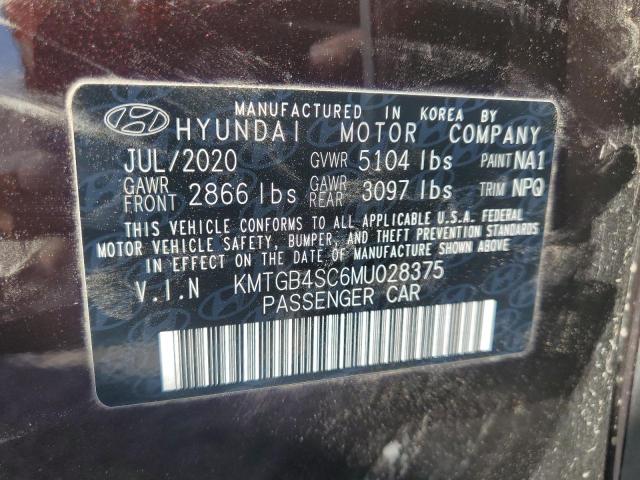 MANUFACTURED IN KOREA BY
HYUNDAI MOTOR COMPANY
JUL/2020 GVWR 5104 lbs PAINT NA1
GAWR FRONT 2866 lbs GAWR REAR 3097 lbs TRIM NPQ
THIS VEHICLE CONFORMS TO ALL APPLICABLE U.S.A. FEDERAL
MOTOR VEHICLE SAFETY, BUMPER, AND THEFT PREVENTION STANDARDS
IN EFFECT ON THE DATE OF MANUFACTURE SHOWN ABOVE.
V.I.N KMTGB4SC6MU028375
PASSENGER CAR